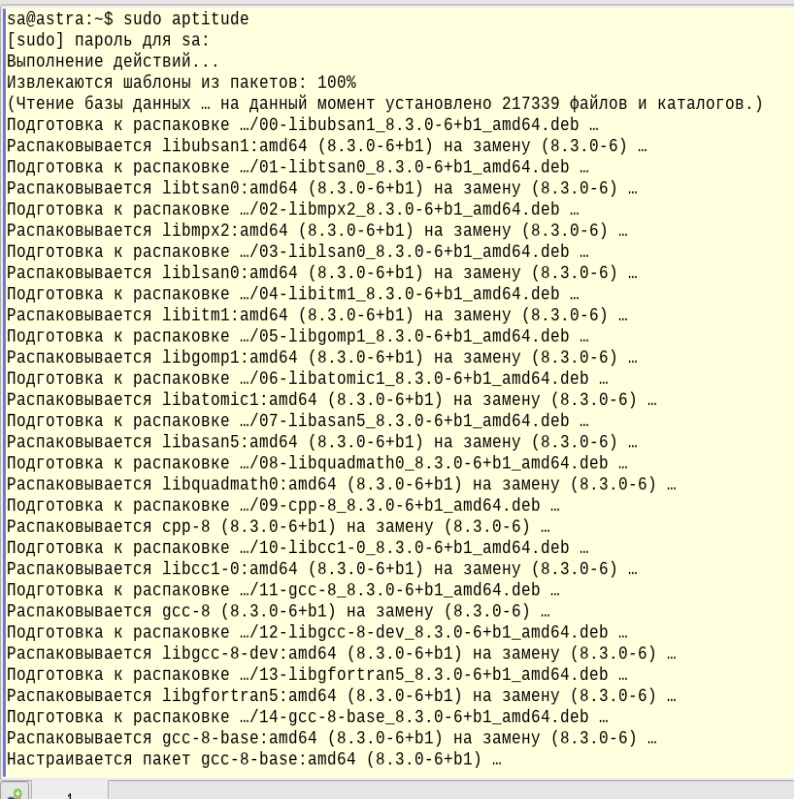 sa@astra:~$ sudo aptitude
[sudo] пароль для sa:
Выполнение действий...
Извлекаются шаблоны из пакетов: 100%
(Чтение базы данных … на данный момент установлено 217339 файлов и каталогов.)
Подготовка к распаковке …/00-libubsan1_8.3.0-6+b1_amd64.deb …
Распаковывается libubsan1:amd64 (8.3.0-6+b1) на замену (8.3.0-6) …
Подготовка к распаковке …/01-libtsan0_8.3.0-6+b1_amd64.deb …
Распаковывается libtsan0:amd64 (8.3.0-6+b1) на замену (8.3.0-6) …
Подготовка к распаковке …/02-libmpx2_8.3.0-6+b1_amd64.deb …
Распаковывается libmpx2:amd64 (8.3.0-6+b1) на замену (8.3.0-6) …
Подготовка к распаковке …/03-liblsan0_8.3.0-6+b1_amd64.deb …
Распаковывается liblsan0:amd64 (8.3.0-6+b1) на замену (8.3.0-6) …
Подготовка к распаковке …/04-libitm1_8.3.0-6+b1_amd64.deb …
Распаковывается libitm1:amd64 (8.3.0-6+b1) на замену (8.3.0-6) …
Подготовка к распаковке …/05-libgomp1_8.3.0-6+b1_amd64.deb …
Распаковывается libgomp1:amd64 (8.3.0-6+b1) на замену (8.3.0-6) …
Подготовка к распаковке …/06-libatomic1_8.3.0-6+b1_amd64.deb …
Распаковывается libatomic1:amd64 (8.3.0-6+b1) на замену (8.3.0-6) …
Подготовка к распаковке …/07-libasan5_8.3.0-6+b1_amd64.deb …
Распаковывается libasan5:amd64 (8.3.0-6+b1) на замену (8.3.0-6) …
Подготовка к распаковке …/08-libquadmath0_8.3.0-6+b1_amd64.deb …
Распаковывается libquadmath0:amd64 (8.3.0-6+b1) на замену (8.3.0-6) …
Подготовка к распаковке …/09-cpp-8_8.3.0-6+b1_amd64.deb …
Распаковывается cpp-8 (8.3.0-6+b1) на замену (8.3.0-6) …
Подготовка к распаковке …/10-libcc1-0_8.3.0-6+b1_amd64.deb …
Распаковывается libcc1-0:amd64 (8.3.0-6+b1) на замену (8.3.0-6) …
Подготовка к распаковке …/11-gcc-8_8.3.0-6+b1_amd64.deb …
Распаковывается gcc-8 (8.3.0-6+b1) на замену (8.3.0-6) …
Подготовка к распаковке …/12-libgcc-8-dev_8.3.0-6+b1_amd64.deb …
Распаковывается libgcc-8-dev:amd64 (8.3.0-6+b1) на замену (8.3.0-6) …
Подготовка к распаковке …/13-libgfortran5_8.3.0-6+b1_amd64.deb …
Распаковывается libgfortran5:amd64 (8.3.0-6+b1) на замену (8.3.0-6) …
Подготовка к распаковке …/14-gcc-8-base_8.3.0-6+b1_amd64.deb …
Распаковывается gcc-8-base:amd64 (8.3.0-6+b1) на замену (8.3.0-6) …
Настраивается пакет gcc-8-base:amd64 (8.3.0-6+b1) …